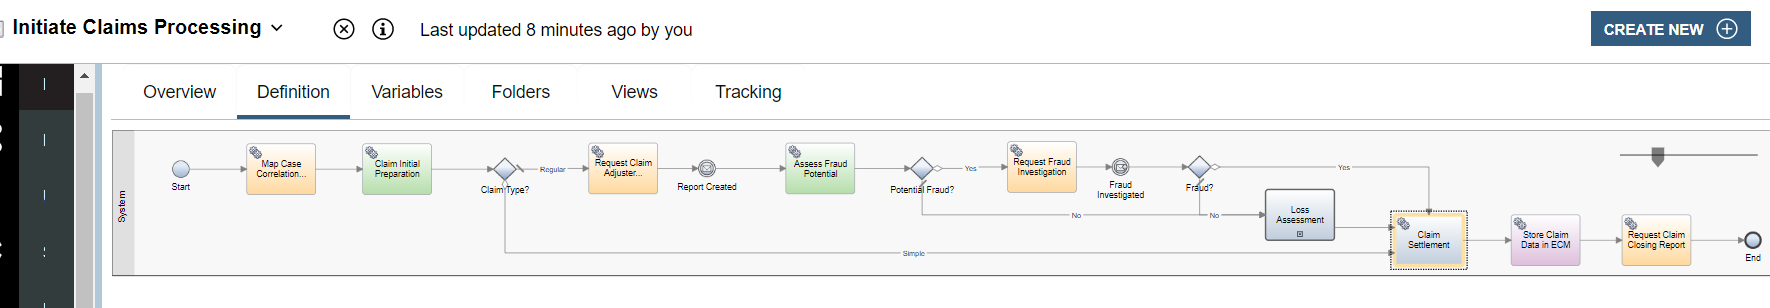 Initiate Claims Processing
Last updated 8 minutes ago by you
CREATE NEW
Overview
Definition
Variables
Folders
Views
Tracking
System
Start
Map Case
Correlation...
Claim Initial
Preparation
Claim Type?
Regular
Simple
Request Claim
Adjuster...
Report Created
Assess Fraud
Potential
Potential Fraud?
Yes
No
Request Fraud
Investigation
Fraud
Investigated
Fraud?
Yes
No
Loss
Assessment
Claim
Settlement
Store Claim
Data in ECM
Request Claim
Closing Report
End